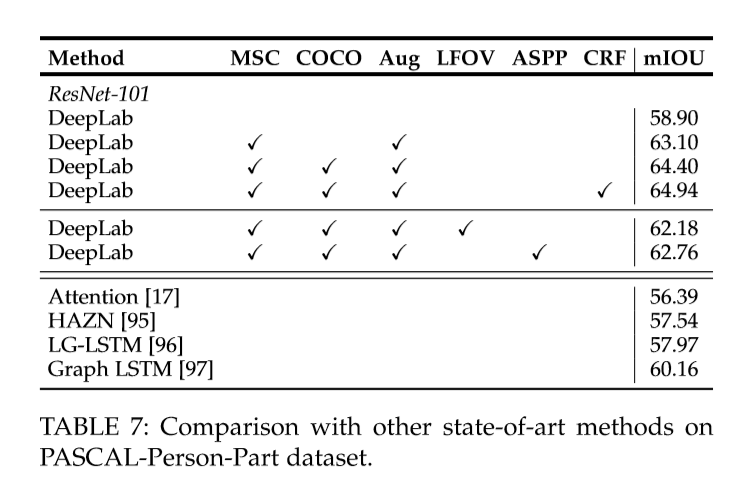 Method MSC COCO Aug LFOV ASPP CRF mIOU
ResNet-101
DeepLab 58.90
DeepLab ✓ ✓ 63.10
DeepLab ✓ ✓ ✓ 64.40
DeepLab ✓ ✓ ✓ ✓ 64.94
DeepLab ✓ ✓ ✓ ✓ 62.18
DeepLab ✓ ✓ ✓ ✓ 62.76
Attention [17] 56.39
HAZN [95] 57.54
LG-LSTM [96] 57.97
Graph LSTM [97] 60.16
TABLE 7: Comparison with other state-of-art methods on
PASCAL-Person-Part dataset.